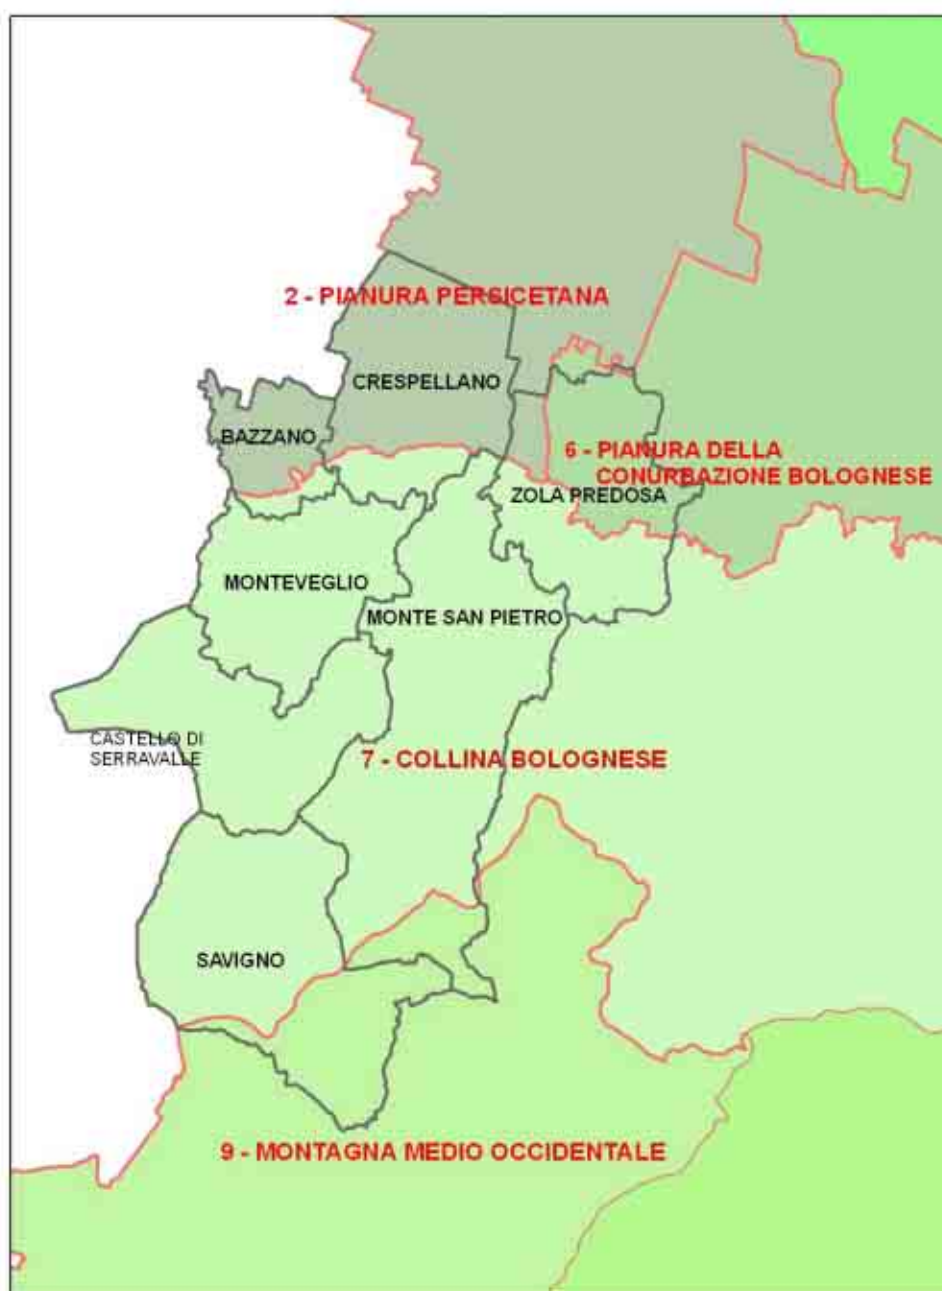 2 - PIANURA PERSICETANA
CRESPELLANO
BAZZANO
6 - PIANURA DELLA
CONURBAZIONE BOLOGNESE
ZOLA PREDOSA
MONTEVEGLIO
MONTE SAN PIETRO
CASTELLO DI
SERRAVALLE
7 - COLLINA BOLOGNESE
SAVIGNO
9 - MONTAGNA MEDIO OCCIDENTALE